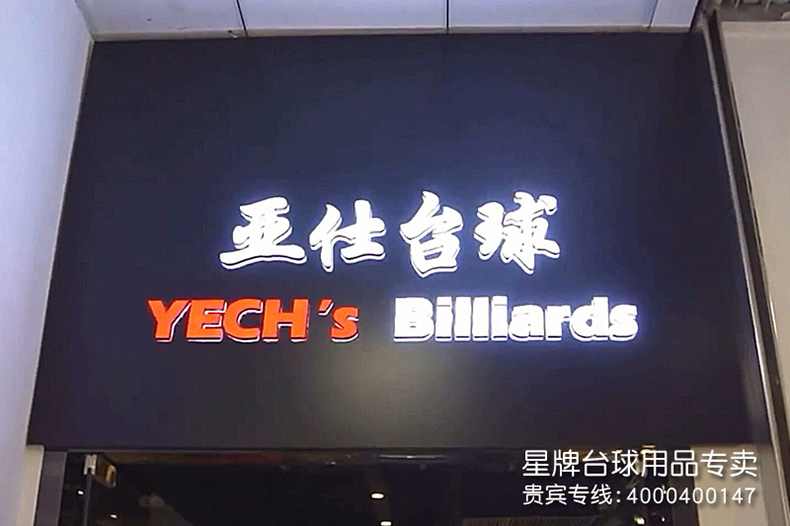 亚仕台球
YECH's Billiards
星牌台球用品专卖
贵宾专线:4000400147